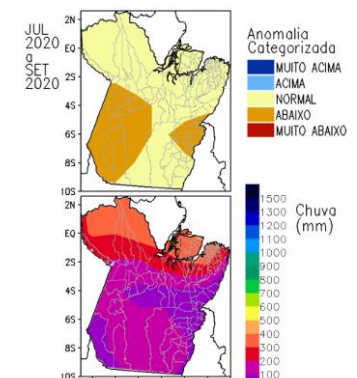 JUL
2020
a
SET
2020
2N
EQ
2S
4S
6S
8S
10S
Anomalia
Categorizada
MUITO ACIMA
ACIMA
NORMAL
ABAIXO
MUITO ABAIXO
2N
EQ
2S
4S
6S
8S
10S
Chuva
(mm)
1500
1300
1200
1100
1000
900
800
700
600
500
400
300
200
100